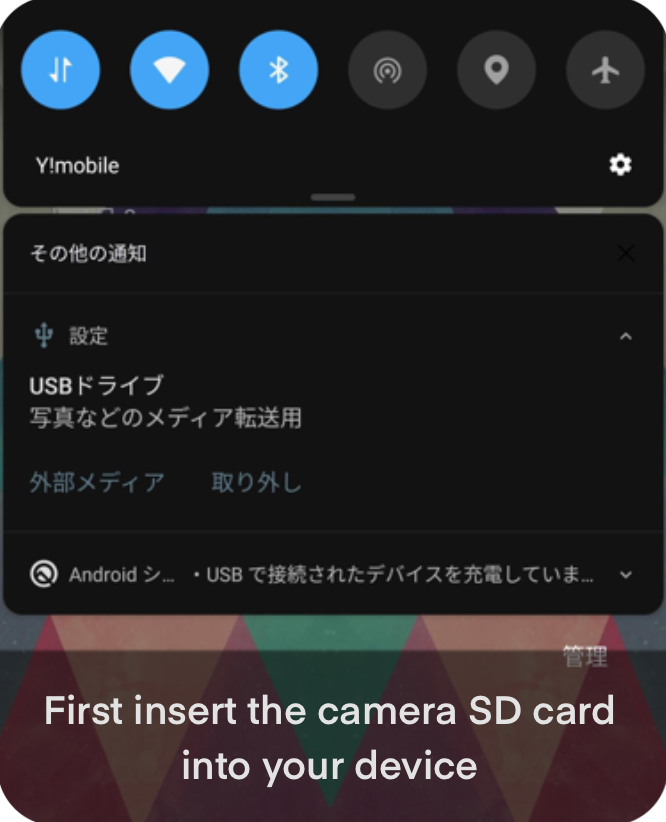 Y!mobile
その他の通知
設定
USBドライブ
写真などのメディア転送用
外部メディア 取り外し
Android シ... ・USB で接続されたデバイスを充電していま...
管理
First insert the camera SD card
into your device